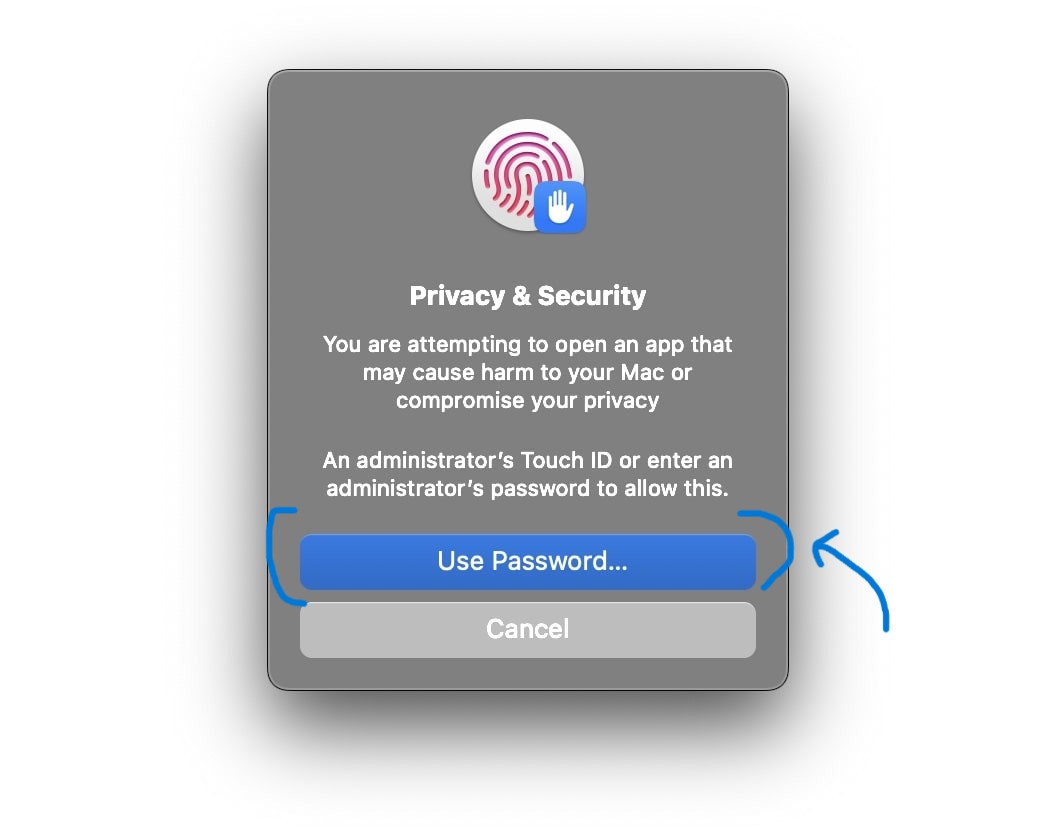 Privacy & Security
You are attempting to open an app that
may cause harm to your Mac or
compromise your privacy
An administrator's Touch ID or enter an
administrator's password to allow this.
Use Password...
Cancel